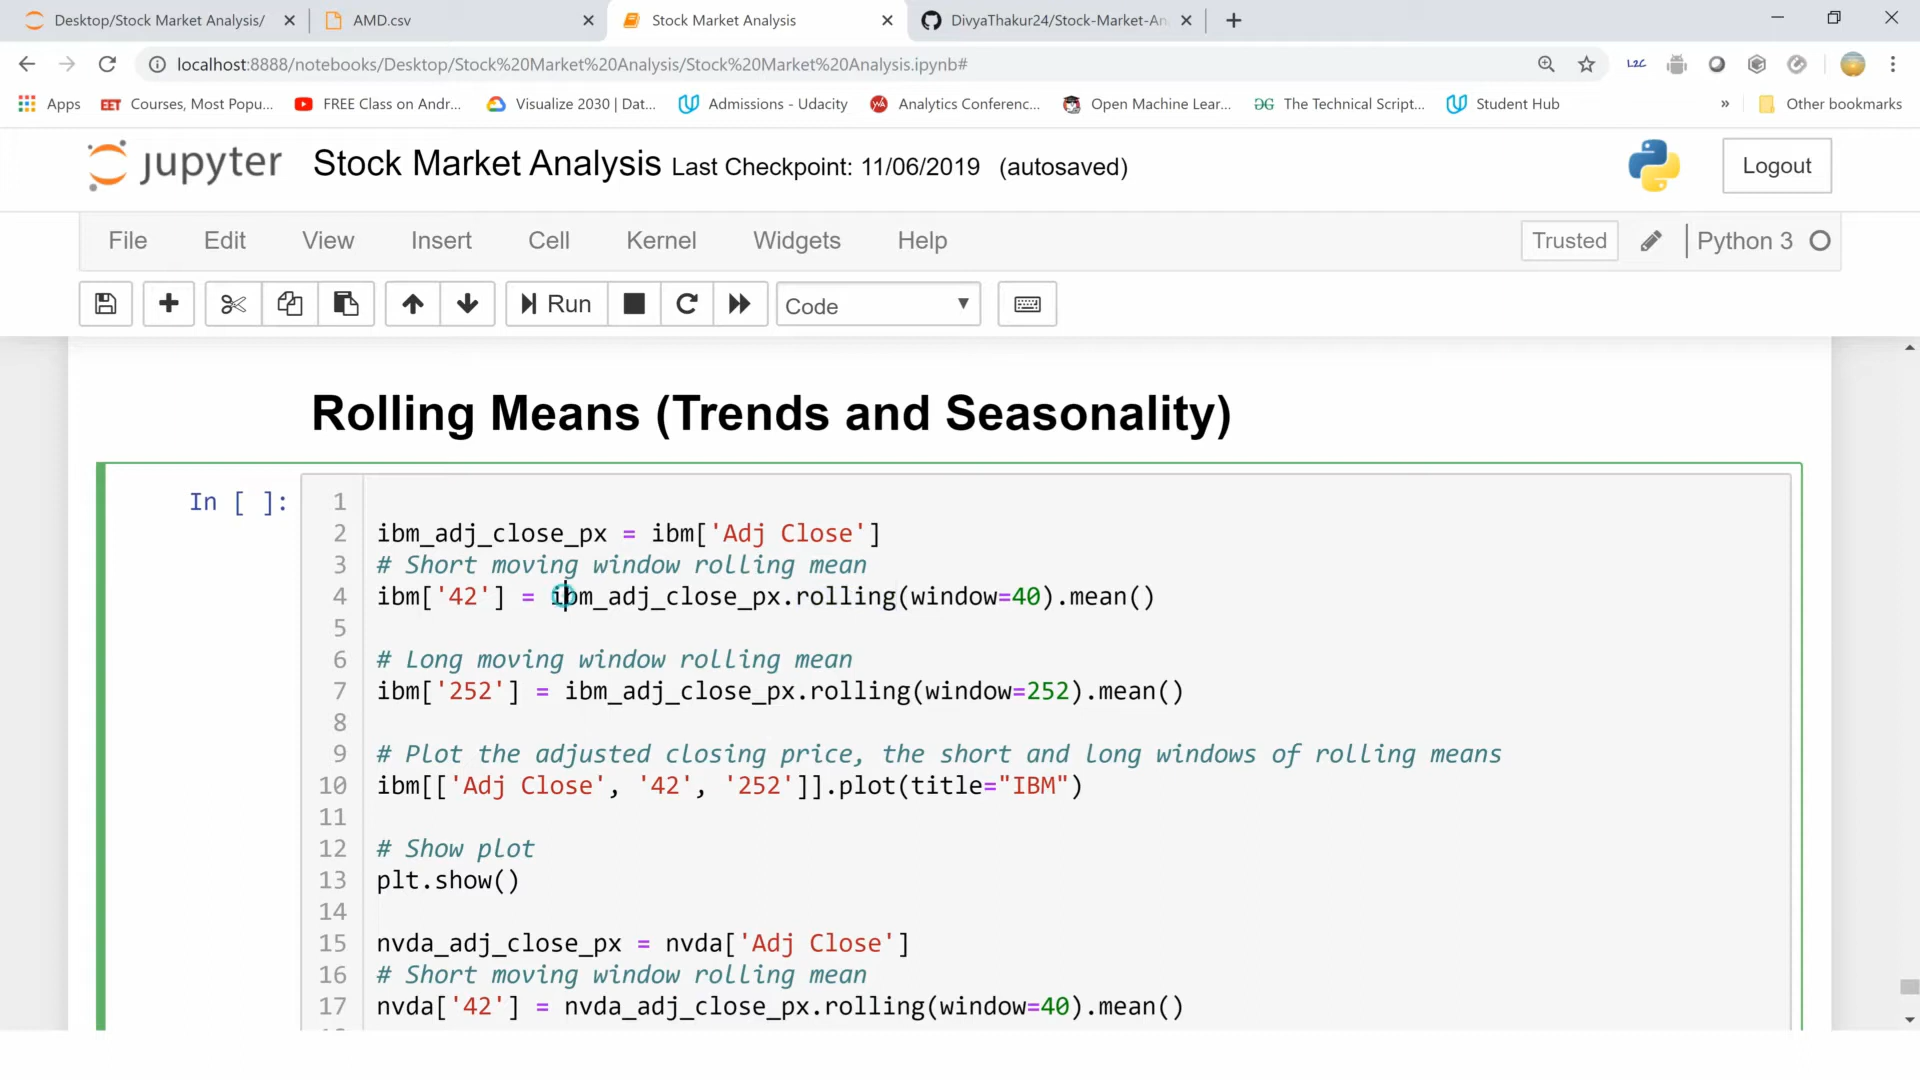 Desktop/Stock Market Analysis/
AMD.csv
Stock Market Analysis
DivyaThakur24/Stock-Market-An
localhost:8888/notebooks/Desktop/Stock%20Market%20Analysis/Stock%20Market%20Analysis.ipynb#
Apps
Courses, Most Popu...
FREE Class on Andr...
Visualize 2030 | Dat...
Admissions - Udacity
Analytics Conferenc...
Open Machine Lear...
The Technical Script...
Student Hub
»
Other bookmarks
jupyter Stock Market Analysis Last Checkpoint: 11/06/2019 (autosaved)
Logout
File Edit View Insert Cell Kernel Widgets Help
Trusted
Python 3
Run
Code
Rolling Means (Trends and Seasonality)
In [ ]:
1
2 ibm_adj_close_px = ibm['Adj Close']
3 # Short moving window rolling mean
4 ibm['42'] = ibm_adj_close_px.rolling(window=40).mean()
5
6 # Long moving window rolling mean
7 ibm['252'] = ibm_adj_close_px.rolling(window=252).mean()
8
9 # Plot the adjusted closing price, the short and long windows of rolling means
10 ibm[['Adj Close', '42', '252']].plot(title="IBM")
11
12 # Show plot
13 plt.show()
14
15 nvda_adj_close_px = nvda['Adj Close']
16 # Short moving window rolling mean
17 nvda['42'] = nvda_adj_close_px.rolling(window=40).mean()